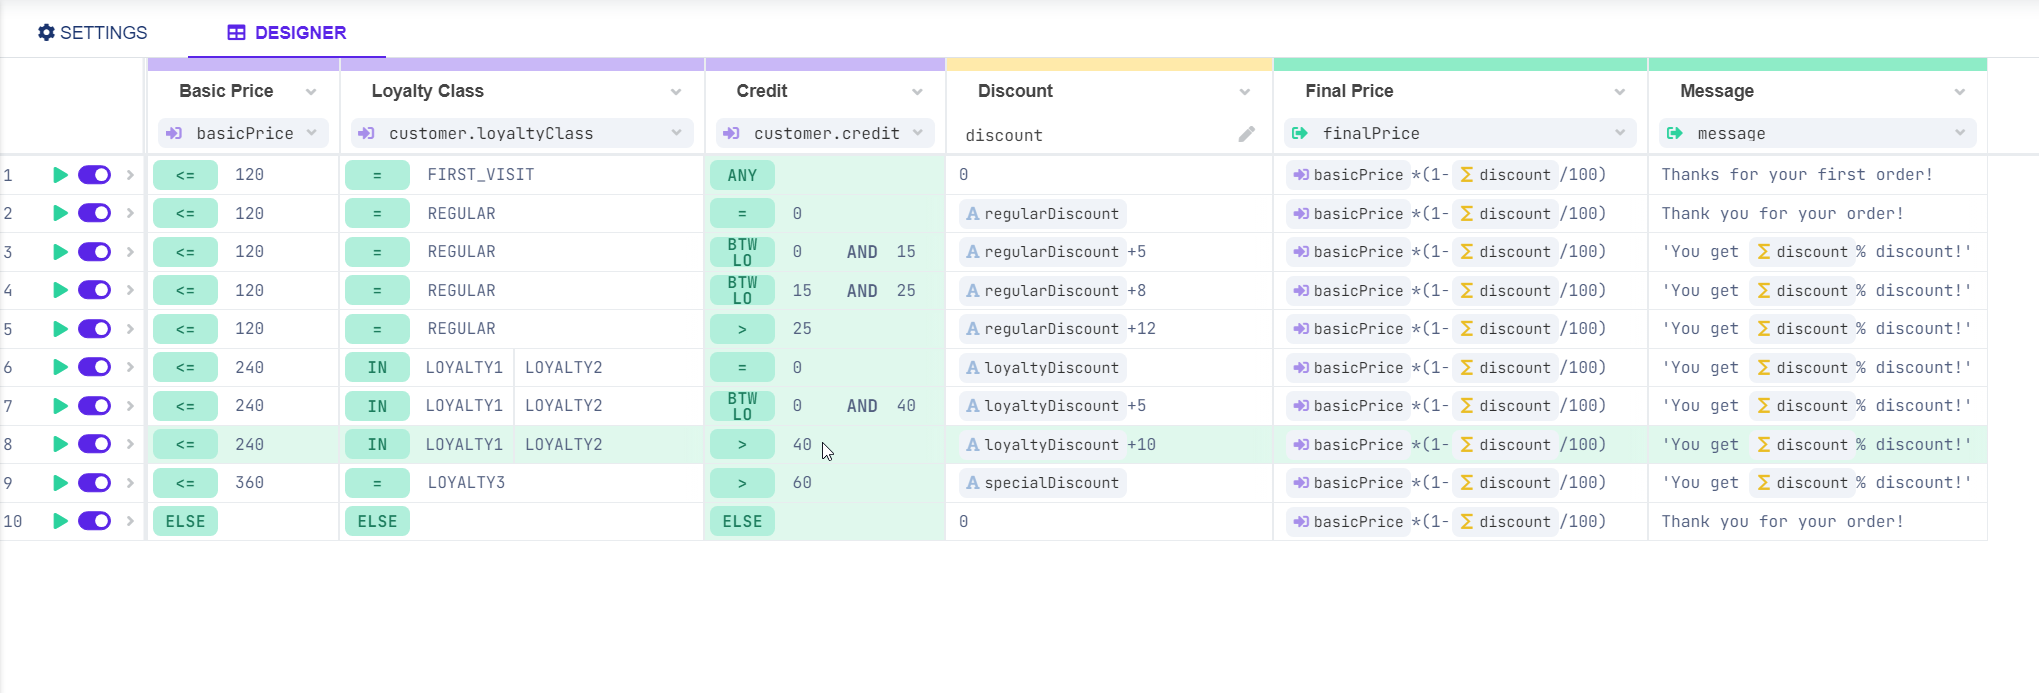 SETTINGS DESIGNER
Basic Price Loyalty Class Credit Discount Final Price Message
basicPrice customer.loyaltyClass customer.credit discount finalPrice message
1 <= 120 = FIRST_VISIT ANY 0 basicPrice *(1- Σ discount /100) Thanks for your first order!
2 <= 120 = REGULAR = 0 A regularDiscount basicPrice *(1- Σ discount /100) Thank you for your order!
3 <= 120 = REGULAR BTW LO 0 AND 15 A regularDiscount +5 basicPrice *(1- Σ discount /100) 'You get Σ discount % discount!'
4 <= 120 = REGULAR BTW LO 15 AND 25 A regularDiscount +8 basicPrice *(1- Σ discount /100) 'You get Σ discount % discount!'
5 <= 120 = REGULAR > 25 A regularDiscount +12 basicPrice *(1- Σ discount /100) 'You get Σ discount % discount!'
6 <= 240 IN LOYALTY1 LOYALTY2 = 0 A loyaltyDiscount basicPrice *(1- Σ discount /100) 'You get Σ discount % discount!'
7 <= 240 IN LOYALTY1 LOYALTY2 BTW LO 0 AND 40 A loyaltyDiscount +5 basicPrice *(1- Σ discount /100) 'You get Σ discount % discount!'
8 <= 240 IN LOYALTY1 LOYALTY2 > 40 A loyaltyDiscount +10 basicPrice *(1- Σ discount /100) 'You get Σ discount % discount!'
9 <= 360 = LOYALTY3 > 60 A specialDiscount basicPrice *(1- Σ discount /100) 'You get Σ discount % discount!'
10 ELSE ELSE ELSE 0 basicPrice *(1- Σ discount /100) Thank you for your order!